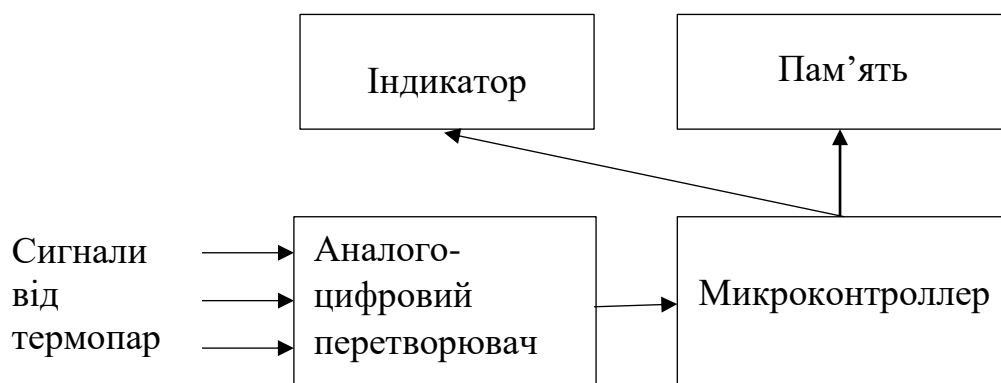 Індикатор
Пам’ять
Сигнали
від
термопар
Аналого-
цифровий
перетворювач
Микроконтроллер